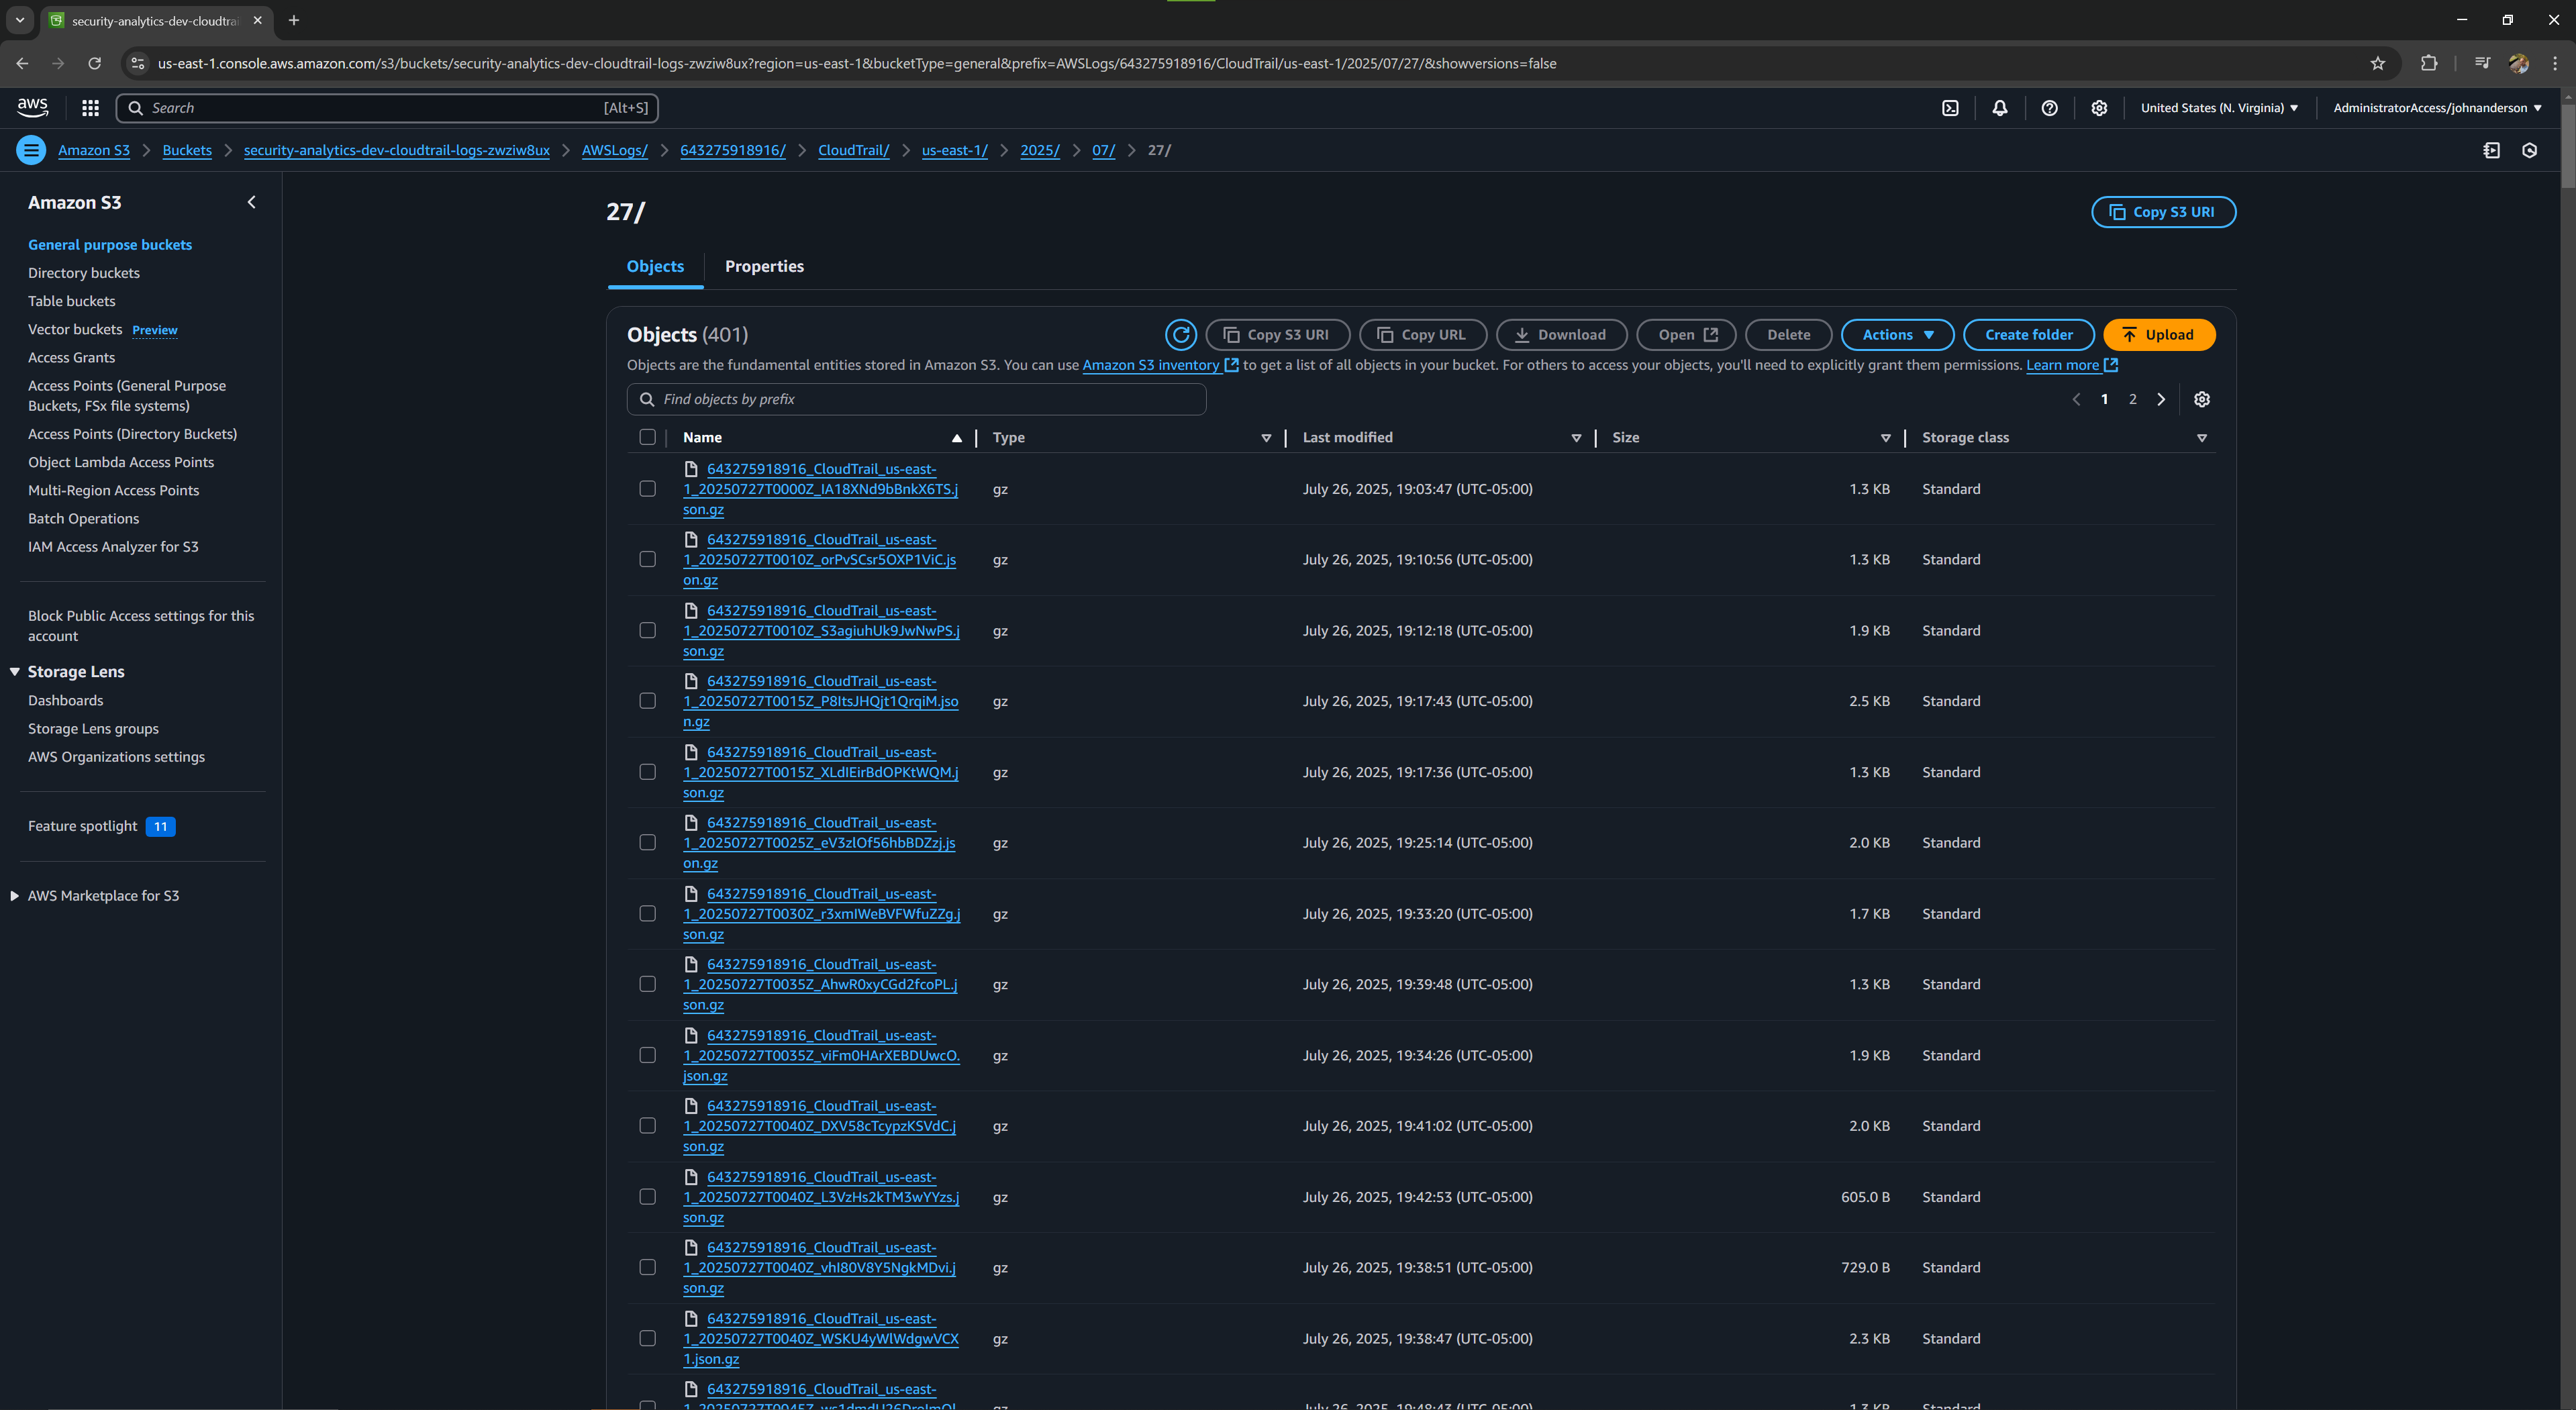 security-analytics-dev-cloudtrai
us-east-1.console.aws.amazon.com/s3/buckets/security-analytics-dev-cloudtrail-logs-zwziw8ux?region=us-east-1&bucketType=general&prefix=AWSLogs/643275918916/CloudTrail/us-east-1/2025/07/27/&showversions=false
aws
Search
[Alt+S]
United States (N. Virginia)
AdministratorAccess/johnanderson
Amazon S3
Buckets
security-analytics-dev-cloudtrail-logs-zwziw8ux
AWSLogs/
643275918916/
CloudTrail/
us-east-1/
2025/
07/
27/
Amazon S3
General purpose buckets
Directory buckets
Table buckets
Vector buckets Preview
Access Grants
Access Points (General Purpose
Buckets, FSx file systems)
Access Points (Directory Buckets)
Object Lambda Access Points
Multi-Region Access Points
Batch Operations
IAM Access Analyzer for S3
Block Public Access settings for this
account
Storage Lens
Dashboards
Storage Lens groups
AWS Organizations settings
Feature spotlight 11
AWS Marketplace for S3
27/
Copy S3 URI
Objects
Properties
Objects (401)
Copy S3 URI
Copy URL
Download
Open
Delete
Actions
Create folder
Upload
Objects are the fundamental entities stored in Amazon S3. You can use Amazon S3 inventory to get a list of all objects in your bucket. For others to access your objects, you'll need to explicitly grant them permissions. Learn more
Find objects by prefix
1
2
Name
Type
Last modified
Size
Storage class
643275918916_CloudTrail_us-east-
1_20250727T0000Z_IA18XNd9bBnkX6TS.j
son.gz
gz
July 26, 2025, 19:03:47 (UTC-05:00)
1.3 KB
Standard
643275918916_CloudTrail_us-east-
1_20250727T0010Z_orPvSCsr5OXP1ViC.js
on.gz
gz
July 26, 2025, 19:10:56 (UTC-05:00)
1.3 KB
Standard
643275918916_CloudTrail_us-east-
1_20250727T0010Z_S3agiuhUk9JwNwPS.j
son.gz
gz
July 26, 2025, 19:12:18 (UTC-05:00)
1.9 KB
Standard
643275918916_CloudTrail_us-east-
1_20250727T0015Z_P8ItsJHQjt1QrqiM.jso
n.gz
gz
July 26, 2025, 19:17:43 (UTC-05:00)
2.5 KB
Standard
643275918916_CloudTrail_us-east-
1_20250727T0015Z_XLdIEirBdOPKtWQM.j
son.gz
gz
July 26, 2025, 19:17:36 (UTC-05:00)
1.3 KB
Standard
643275918916_CloudTrail_us-east-
1_20250727T0025Z_eV3zlOf56hbBDZzj.js
on.gz
gz
July 26, 2025, 19:25:14 (UTC-05:00)
2.0 KB
Standard
643275918916_CloudTrail_us-east-
1_20250727T0030Z_r3xmIWeBVFWfuZZg.j
son.gz
gz
July 26, 2025, 19:33:20 (UTC-05:00)
1.7 KB
Standard
643275918916_CloudTrail_us-east-
1_20250727T0035Z_AhwR0xyCGd2fcoPL.j
son.gz
gz
July 26, 2025, 19:39:48 (UTC-05:00)
1.3 KB
Standard
643275918916_CloudTrail_us-east-
1_20250727T0035Z_viFm0HArXEBDUwcO.
json.gz
gz
July 26, 2025, 19:34:26 (UTC-05:00)
1.9 KB
Standard
643275918916_CloudTrail_us-east-
1_20250727T0040Z_DXV58cTcypzKSVdC.j
son.gz
gz
July 26, 2025, 19:41:02 (UTC-05:00)
2.0 KB
Standard
643275918916_CloudTrail_us-east-
1_20250727T0040Z_L3VzHs2kTM3wYYzs.j
son.gz
gz
July 26, 2025, 19:42:53 (UTC-05:00)
605.0 B
Standard
643275918916_CloudTrail_us-east-
1_20250727T0040Z_vhI80V8Y5NgkMDvi.j
son.gz
gz
July 26, 2025, 19:38:51 (UTC-05:00)
729.0 B
Standard
643275918916_CloudTrail_us-east-
1_20250727T0040Z_WSKU4yWlWdgwVCX
1.json.gz
gz
July 26, 2025, 19:38:47 (UTC-05:00)
2.3 KB
Standard
643275918916_CloudTrail_us-east-
gz
July 26, 2025, 19:48:43 (UTC-05:00)
1.3 KB
Standard